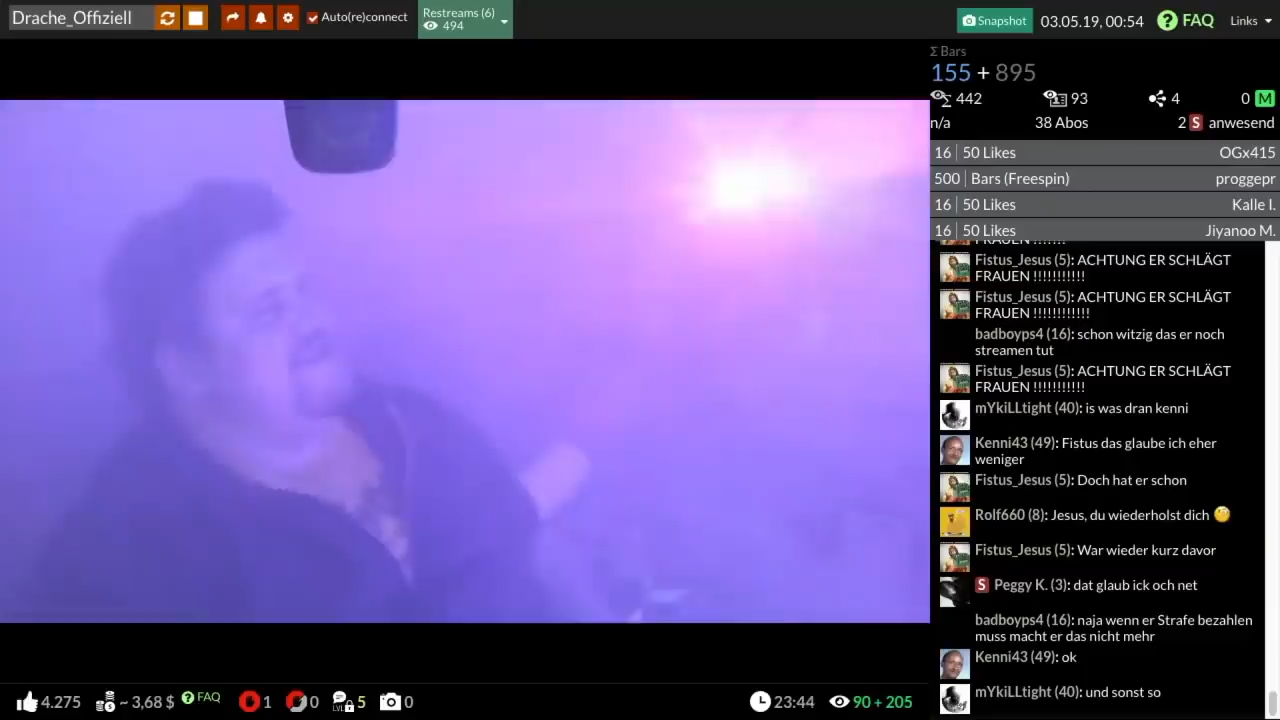 Drache_Offiziell
Auto(re)connect
Restreams (6)
494
Snapshot
03.05.19, 00:54
FAQ
Links
Σ Bars
155 + 895
442
93
4
0 M
n/a
38 Abos
2 S anwesend
16 | 50 Likes OGx415
500 | Bars (Freespin) proggepr
16 | 50 Likes Kalle I.
16 | 50 Likes Jiyanoo M.
FRAUEN !!!!!!!
Fistus_Jesus (5): ACHTUNG ER SCHLÄGT
FRAUEN !!!!!!!!!!!
Fistus_Jesus (5): ACHTUNG ER SCHLÄGT
FRAUEN !!!!!!!!!!!!
badboyps4 (16): schon witzig das er noch
streamen tut
Fistus_Jesus (5): ACHTUNG ER SCHLÄGT
FRAUEN !!!!!!!!!!!
mYkiLLtight (40): is was dran kenni
Kenni43 (49): Fistus das glaube ich eher
weniger
Fistus_Jesus (5): Doch hat er schon
Rolf660 (8): Jesus, du wiederholst dich
Fistus_Jesus (5): War wieder kurz davor
S Peggy K. (3): dat glaub ick och net
badboyps4 (16): naja wenn er Strafe bezahlen
muss macht er das nicht mehr
Kenni43 (49): ok
mYkiLLtight (40): und sonst so
4.275
~ 3,68 $
FAQ
1
0
LVL
5
0
23:44
90 + 205